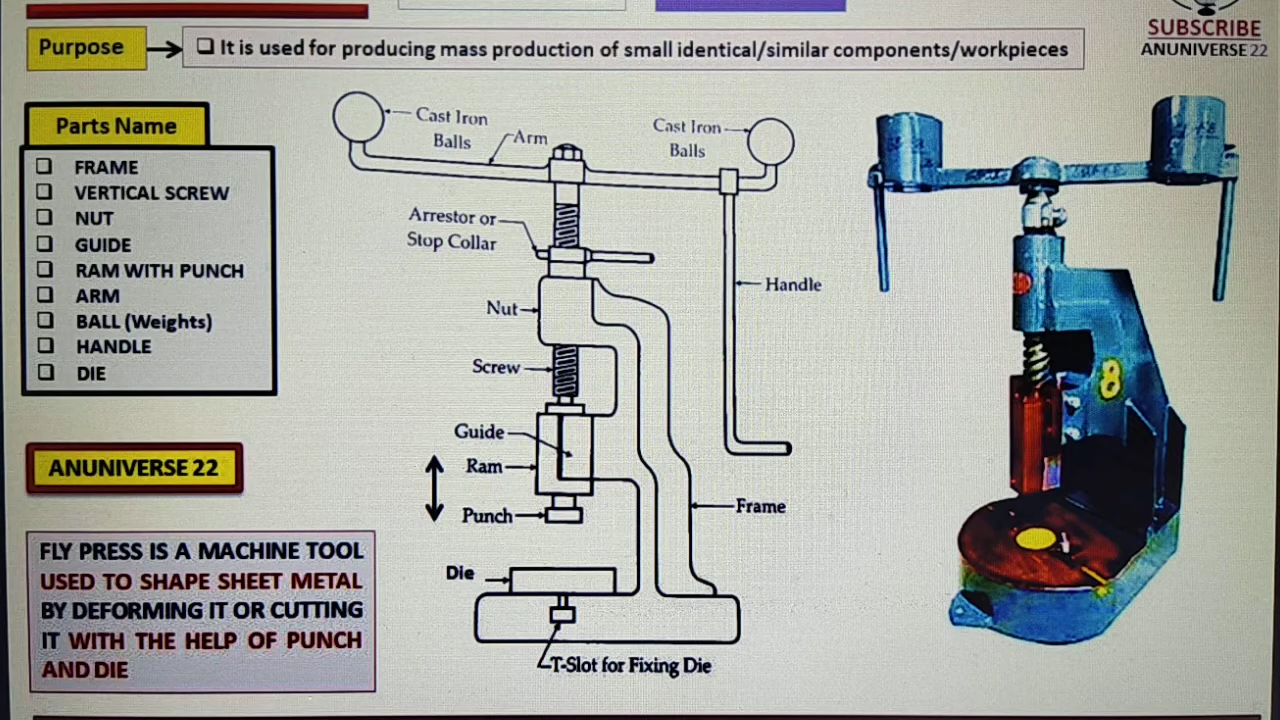 SUBSCRIBE
ANUNIVERSE 22
Purpose
❑ It is used for producing mass production of small identical/similar components/workpieces
Parts Name
❑ FRAME
❑ VERTICAL SCREW
❑ NUT
❑ GUIDE
❑ RAM WITH PUNCH
❑ ARM
❑ BALL (Weights)
❑ HANDLE
❑ DIE
ANUNIVERSE 22
FLY PRESS IS A MACHINE TOOL
USED TO SHAPE SHEET METAL
BY DEFORMING IT OR CUTTING
IT WITH THE HELP OF PUNCH
AND DIE
Cast Iron
Balls
Arm
Cast Iron
Balls
Arrestor or
Stop Collar
Handle
Nut
Screw
Guide
Ram
Punch
Frame
Die
T-Slot for Fixing Die
8